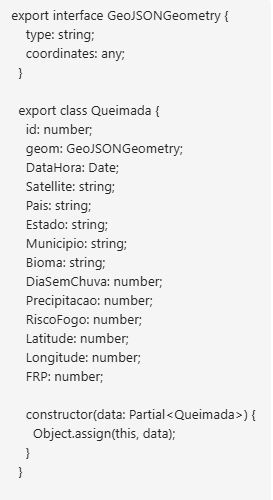 export interface GeoJSONGeometry {
type: string;
coordinates: any;
}
export class Queimada {
id: number;
geom: GeoJSONGeometry;
DataHora: Date;
Satellite: string;
Pais: string;
Estado: string;
Municipio: string;
Bioma: string;
DiaSemChuva: number;
Precipitacao: number;
RiscoFogo: number;
Latitude: number;
Longitude: number;
FRP: number;
constructor(data: Partial<Queimada>) {
Object.assign(this, data);
}
}